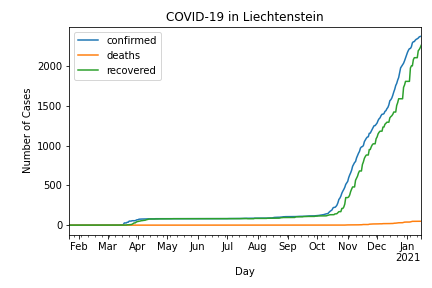 COVID-19 in Liechtenstein
confirmed
deaths
recovered
Number of Cases
2000
1500
1000
500
0
Feb Mar Apr May Jun Jul Aug Sep Oct Nov Dec Jan
2021
Day